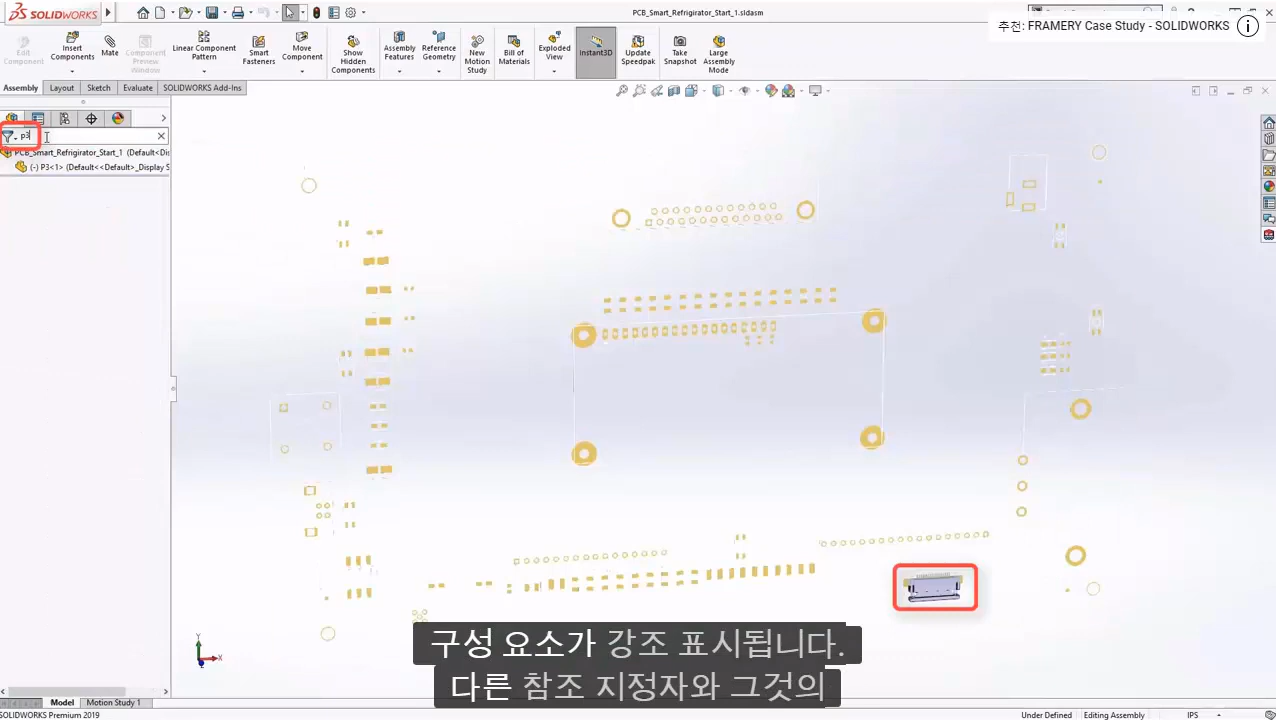 SOLIDWORKS
PCB_Smart_Refrigirator_Start_1.sldasm
추천: FRAMERY Case Study - SOLIDWORKS
Edit
Component
Insert
Components
Mate
Component
Preview
Window
Linear Component
Pattern
Smart
Fasteners
Move
Component
Show
Hidden
Components
Assembly
Features
Reference
Geometry
New
Motion
Study
Bill of
Materials
Exploded
View
Instant3D
Update
Speedpak
Take
Snapshot
Large
Assembly
Mode
Assembly
Layout
Sketch
Evaluate
SOLIDWORKS Add-Ins
p3
PCB_Smart_Refrigirator_Start_1 (Default<Di
(-) P3<1> (Default<<Default>_Display S
Y
X
구성 요소가 강조 표시됩니다.
다른 참조 지정자와 그것의
Model
Motion Study 1
SOLIDWORKS Premium 2019
Under Defined
Editing Assembly
IPS